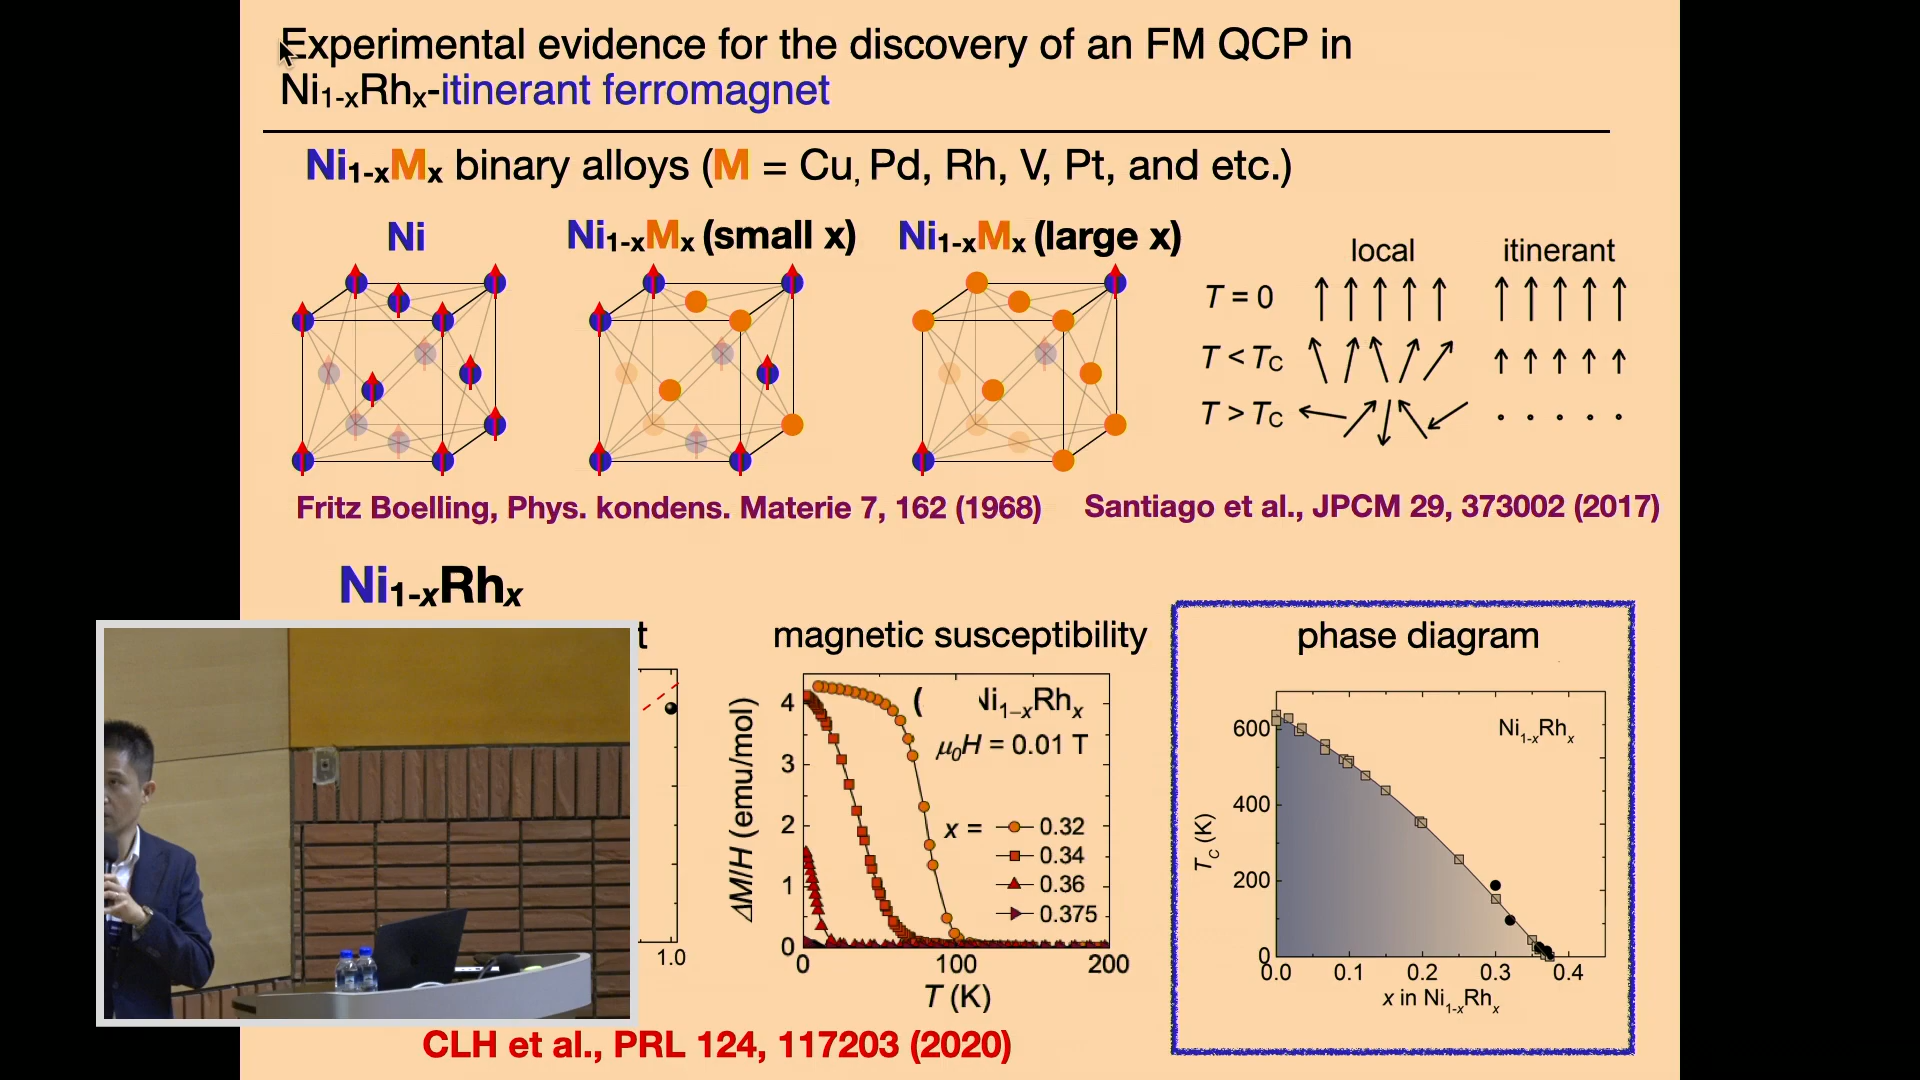 Experimental evidence for the discovery of an FM QCP in
Ni1-xRhx-itinerant ferromagnet
Ni1-xMx binary alloys (M = Cu, Pd, Rh, V, Pt, and etc.)
Ni
Ni1-xMx (small x)
Ni1-xMx (large x)
local
itinerant
T = 0
T < TC
T > TC
Fritz Boelling, Phys. kondens. Materie 7, 162 (1968)
Santiago et al., JPCM 29, 373002 (2017)
Ni1-xRhx
t
magnetic susceptibility
phase diagram
( Ni1-xRhx
μ0H = 0.01 T
x =
0.32
0.34
0.36
0.375
4
3
2
1
0
ΔM/H (emu/mol)
0
100
200
T (K)
1.0
Ni1-xRhx
600
400
200
0
TC (K)
0.0
0.1
0.2
0.3
0.4
x in Ni1-xRhx
CLH et al., PRL 124, 117203 (2020)